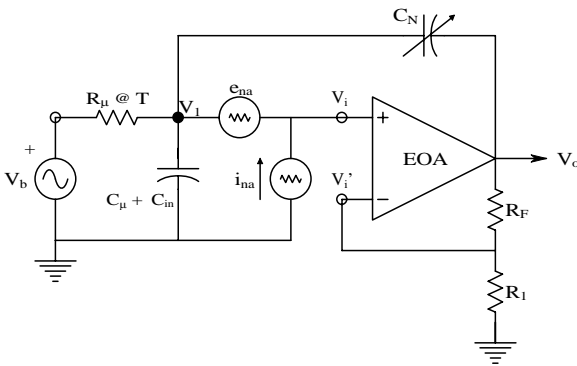 C_N
e_na
R_μ @ T
V_1
V_i
+
+
V_b
EOA
V_o
C_μ + C_in
i_na
V_i'
−
R_F
R_1